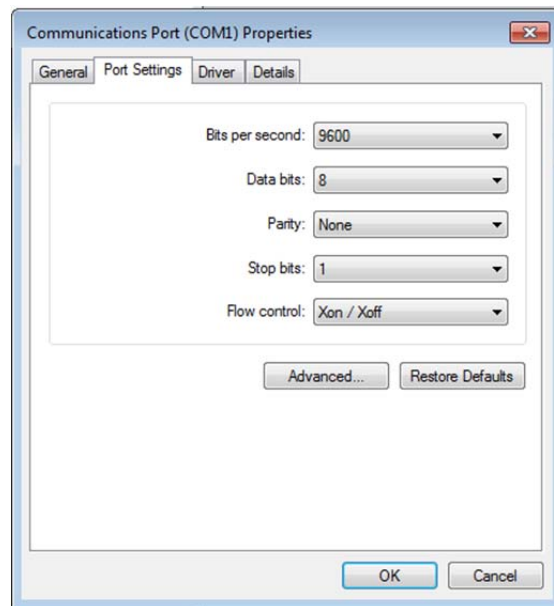 Communications Port (COM1) Properties
General Port Settings Driver Details
Bits per second: 9600
Data bits: 8
Parity: None
Stop bits: 1
Flow control: Xon / Xoff
Advanced... Restore Defaults
OK Cancel